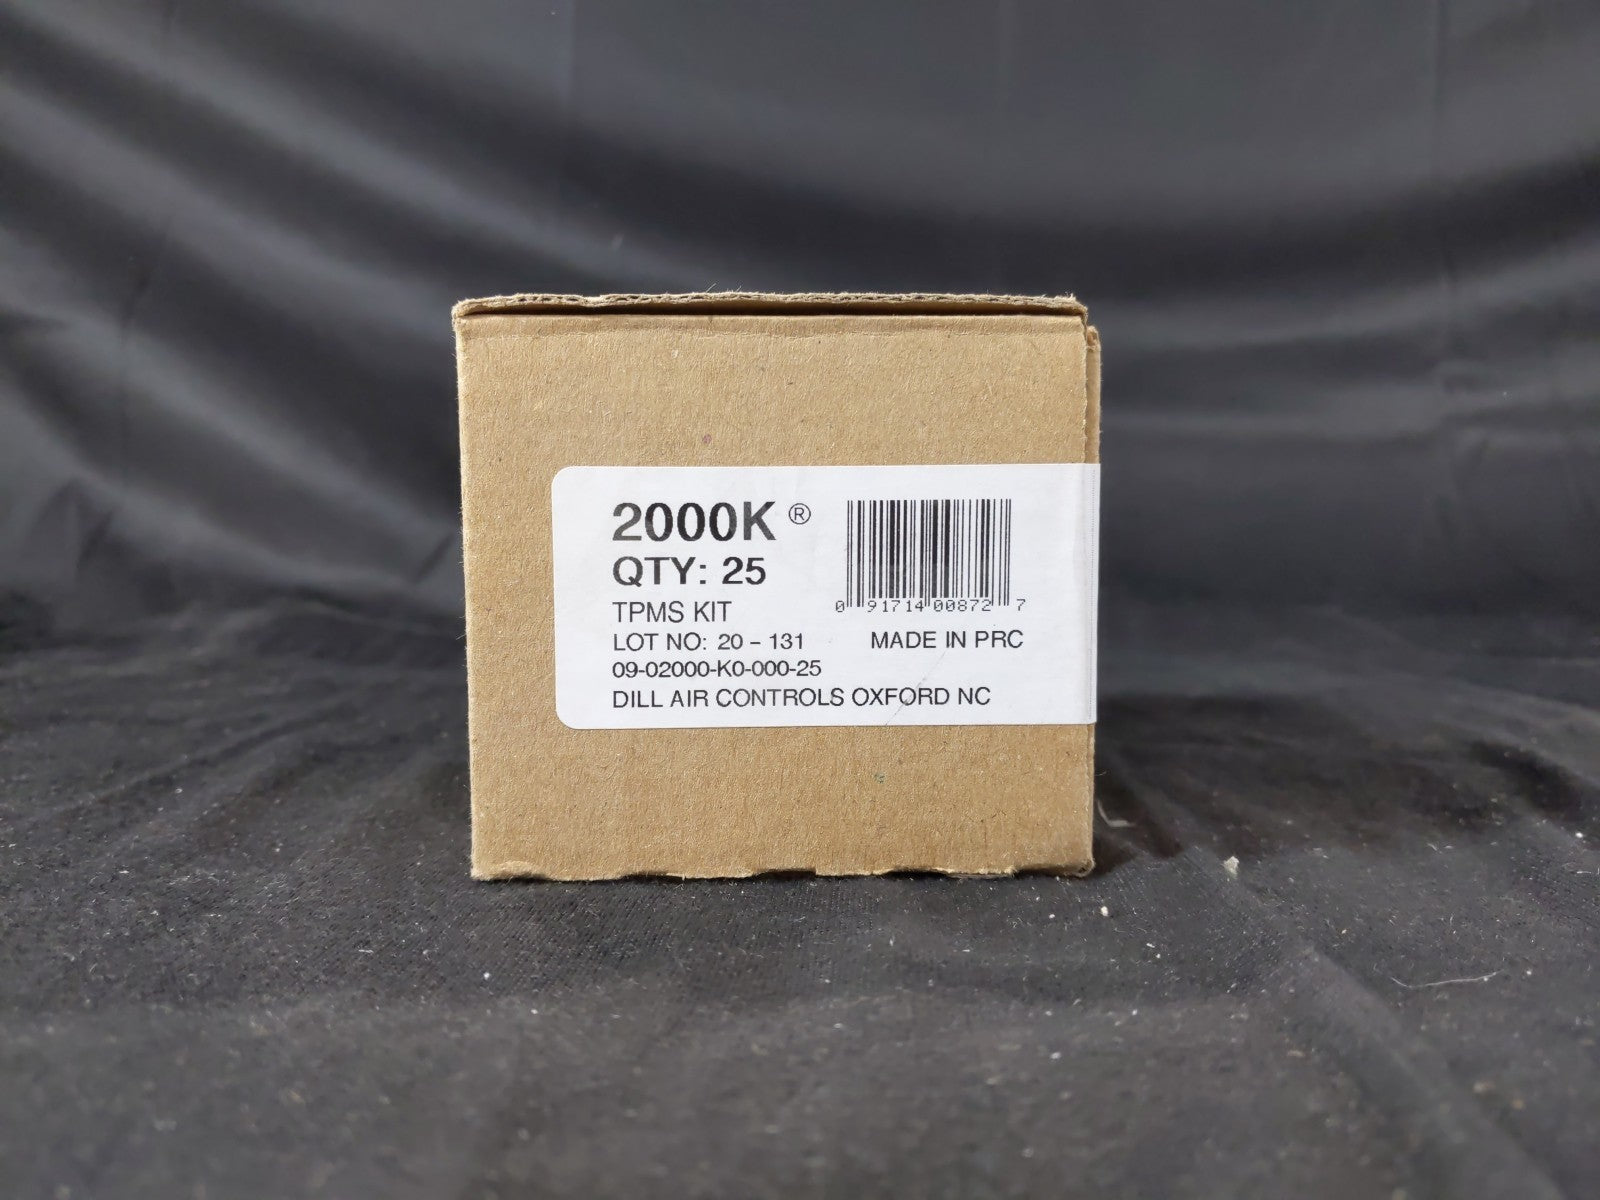 2000K ®
QTY: 25
TPMS KIT
LOT NO: 20 - 131
09-02000-K0-000-25
DILL AIR CONTROLS OXFORD NC
0 91714 00872 7
MADE IN PRC